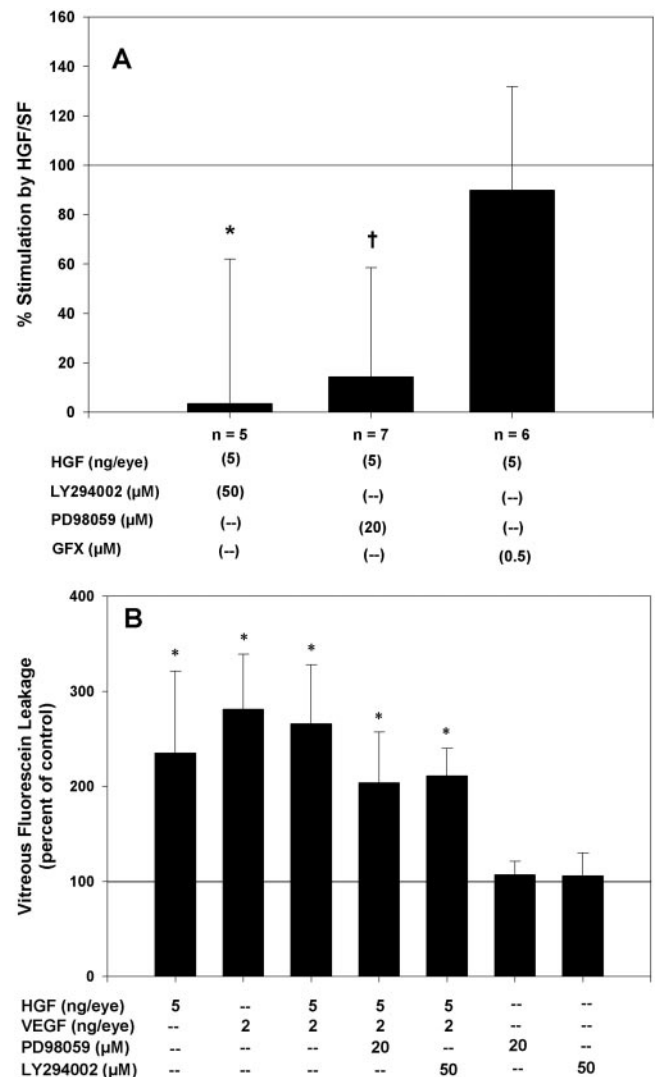 A
% Stimulation by HGF/SF
160
140
120
100
80
60
40
20
0
*
†
n = 5 n = 7 n = 6
HGF (ng/eye) (5) (5) (5)
LY294002 (µM) (50) (--) (--)
PD98059 (µM) (--) (20) (--)
GFX (µM) (--) (--) (0.5)
B
Vitreous Fluorescein Leakage
(percent of control)
400
300
200
100
0
* * * * *
HGF (ng/eye) 5 -- 5 5 5 -- --
VEGF (ng/eye) -- 2 2 2 2 -- --
PD98059 (µM) -- -- -- 20 -- 20 --
LY294002 (µM) -- -- -- -- 50 -- 50